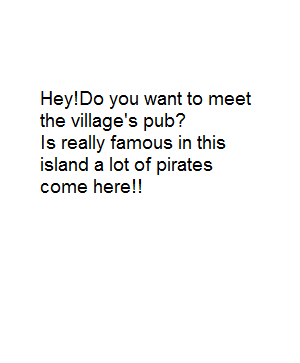 Hey!Do you want to meet
the village's pub?
Is really famous in this
island a lot of pirates
come here!!